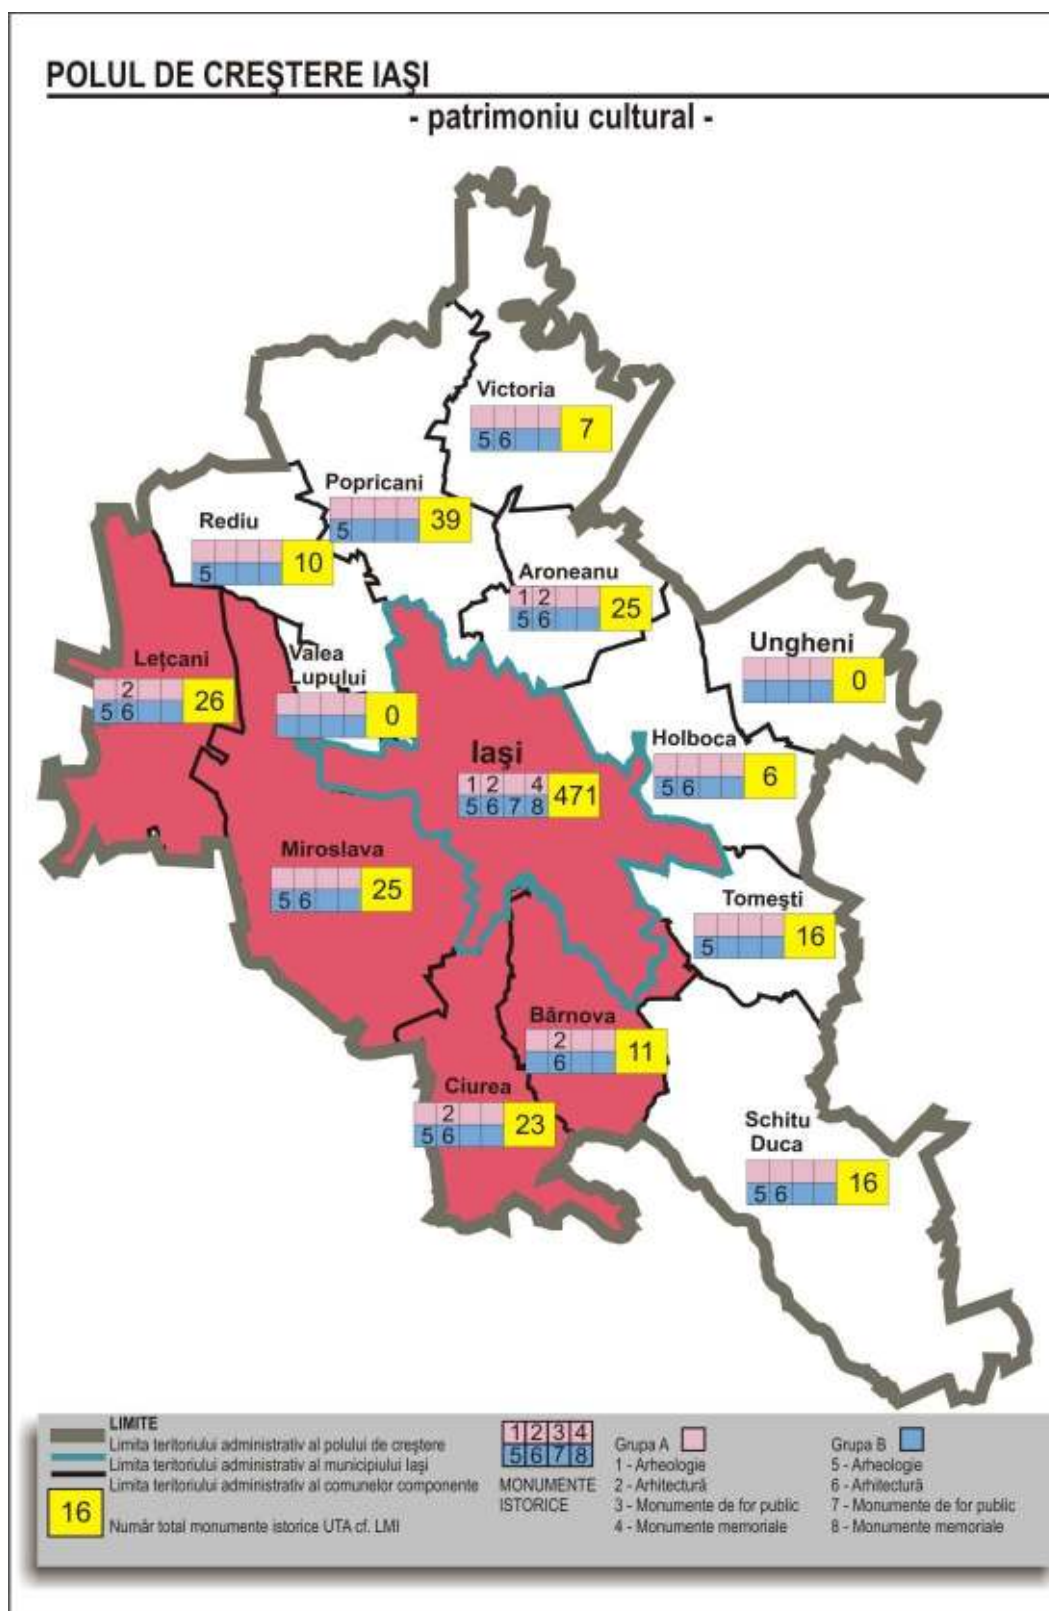 POLUL DE CREŞTERE IAŞI
- patrimoniu cultural -
Victoria
7
5 6
Popricani
39
5
Rediu
10
5
Aroneanu
1 2
25
5 6
Ungheni
0
Leţcani
2
26
5 6
Valea
Lupului
0
Holboca
6
5 6
Iaşi
1 2 4
471
5 6 7 8
Miroslava
25
5 6
Tomeşti
16
5
Bârnova
2
11
6
Ciurea
2
23
5 6
Schitu
Duca
16
5 6
LIMITE
Limita teritoriului administrativ al polului de creştere
Limita teritoriului administrativ al municipiului Iaşi
Limita teritoriului administrativ al comunelor componente
16
Număr total monumente istorice UTA cf. LMI
1 2 3 4
5 6 7 8
MONUMENTE
ISTORICE
Grupa A
1 - Arheologie
2 - Arhitectură
3 - Monumente de for public
4 - Monumente memoriale
Grupa B
5 - Arheologie
6 - Arhitectură
7 - Monumente de for public
8 - Monumente memoriale